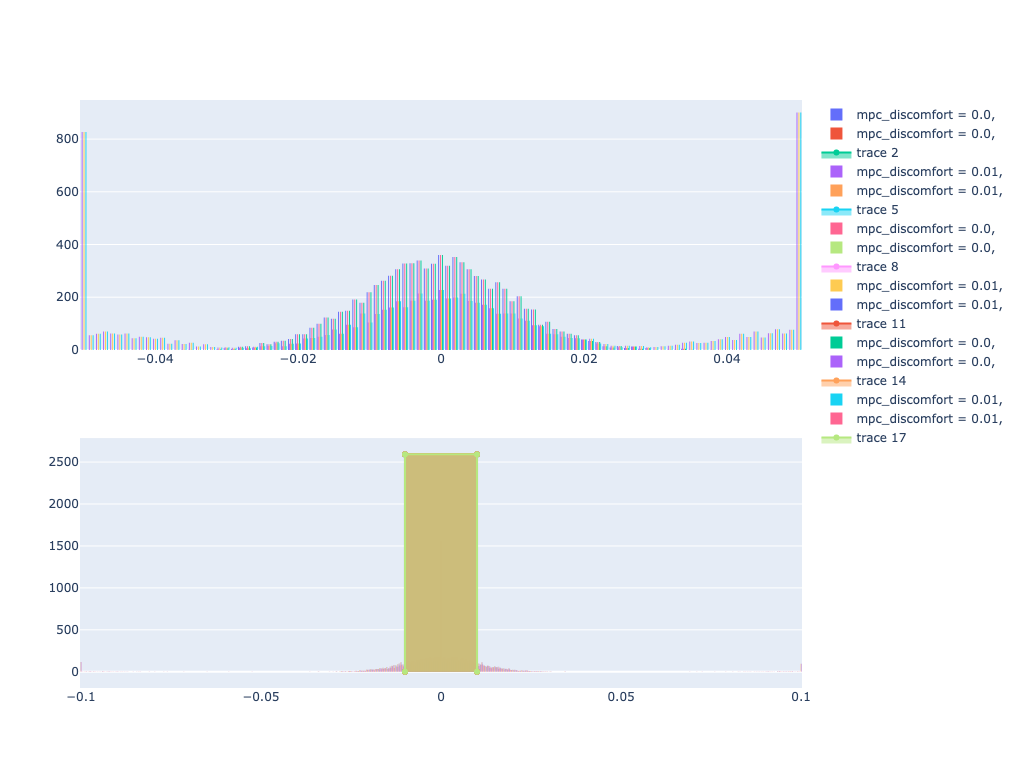 800
600
400
200
0
−0.04
−0.02
0
0.02
0.04
2500
2000
1500
1000
500
0
−0.1
−0.05
0
0.05
0.1
mpc_discomfort = 0.0,
mpc_discomfort = 0.0,
trace 2
mpc_discomfort = 0.01,
mpc_discomfort = 0.01,
trace 5
mpc_discomfort = 0.0,
mpc_discomfort = 0.0,
trace 8
mpc_discomfort = 0.01,
mpc_discomfort = 0.01,
trace 11
mpc_discomfort = 0.0,
mpc_discomfort = 0.0,
trace 14
mpc_discomfort = 0.01,
mpc_discomfort = 0.01,
trace 17